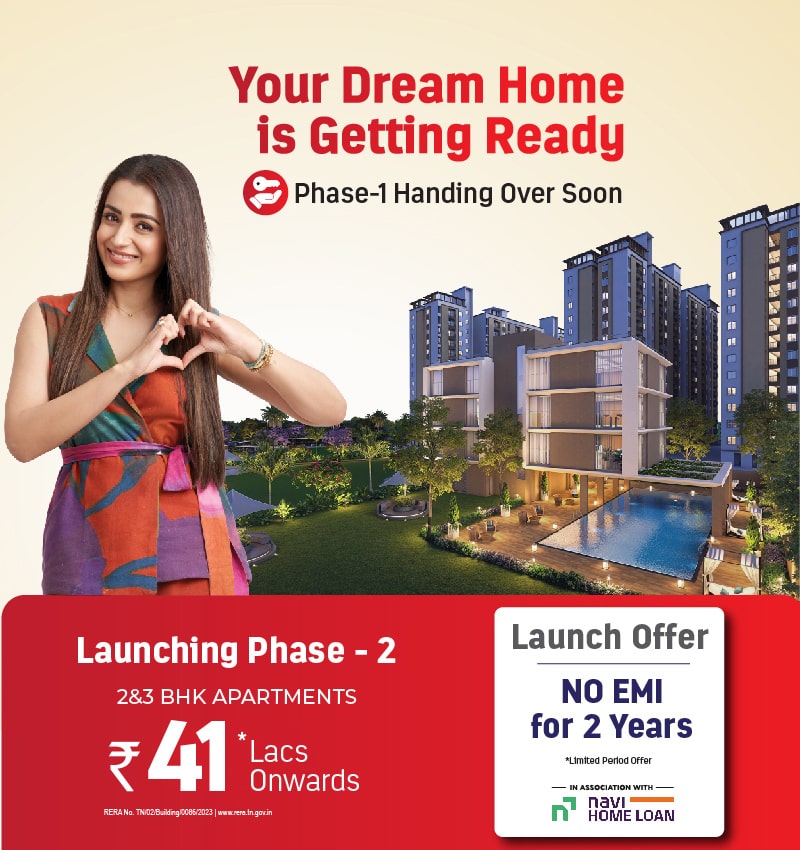 Your Dream Home
is Getting Ready
Phase-1 Handing Over Soon
Launching Phase - 2
2&3 BHK APARTMENTS
₹41* Lacs
Onwards
RERA No. TN/02/Building/0086/2023 | www.rera.tn.gov.in
Launch Offer
NO EMI
for 2 Years
*Limited Period Offer
IN ASSOCIATION WITH
navi
HOME LOAN